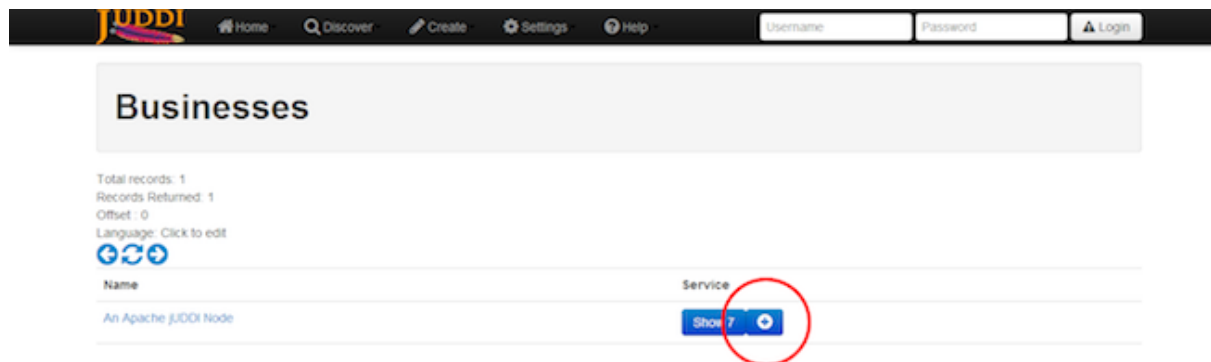 jUDDI Home Discover Create Settings Help Username Password Login
Businesses
Total records: 1
Records Returned: 1
Offset : 0
Language: Click to edit
Name Service
An Apache jUDDI Node Show 7